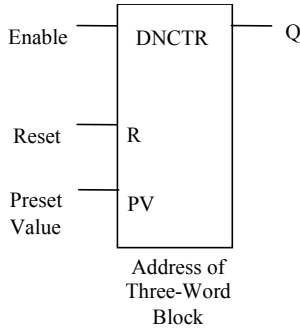 Enable
DNCTR
Q
Reset
R
Preset
Value
PV
Address of
Three-Word
Block